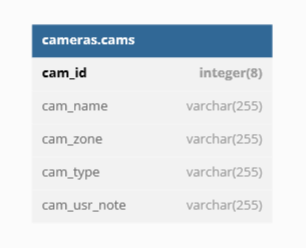 cameras.cams
cam_id integer(8)
cam_name varchar(255)
cam_zone varchar(255)
cam_type varchar(255)
cam_usr_note varchar(255)